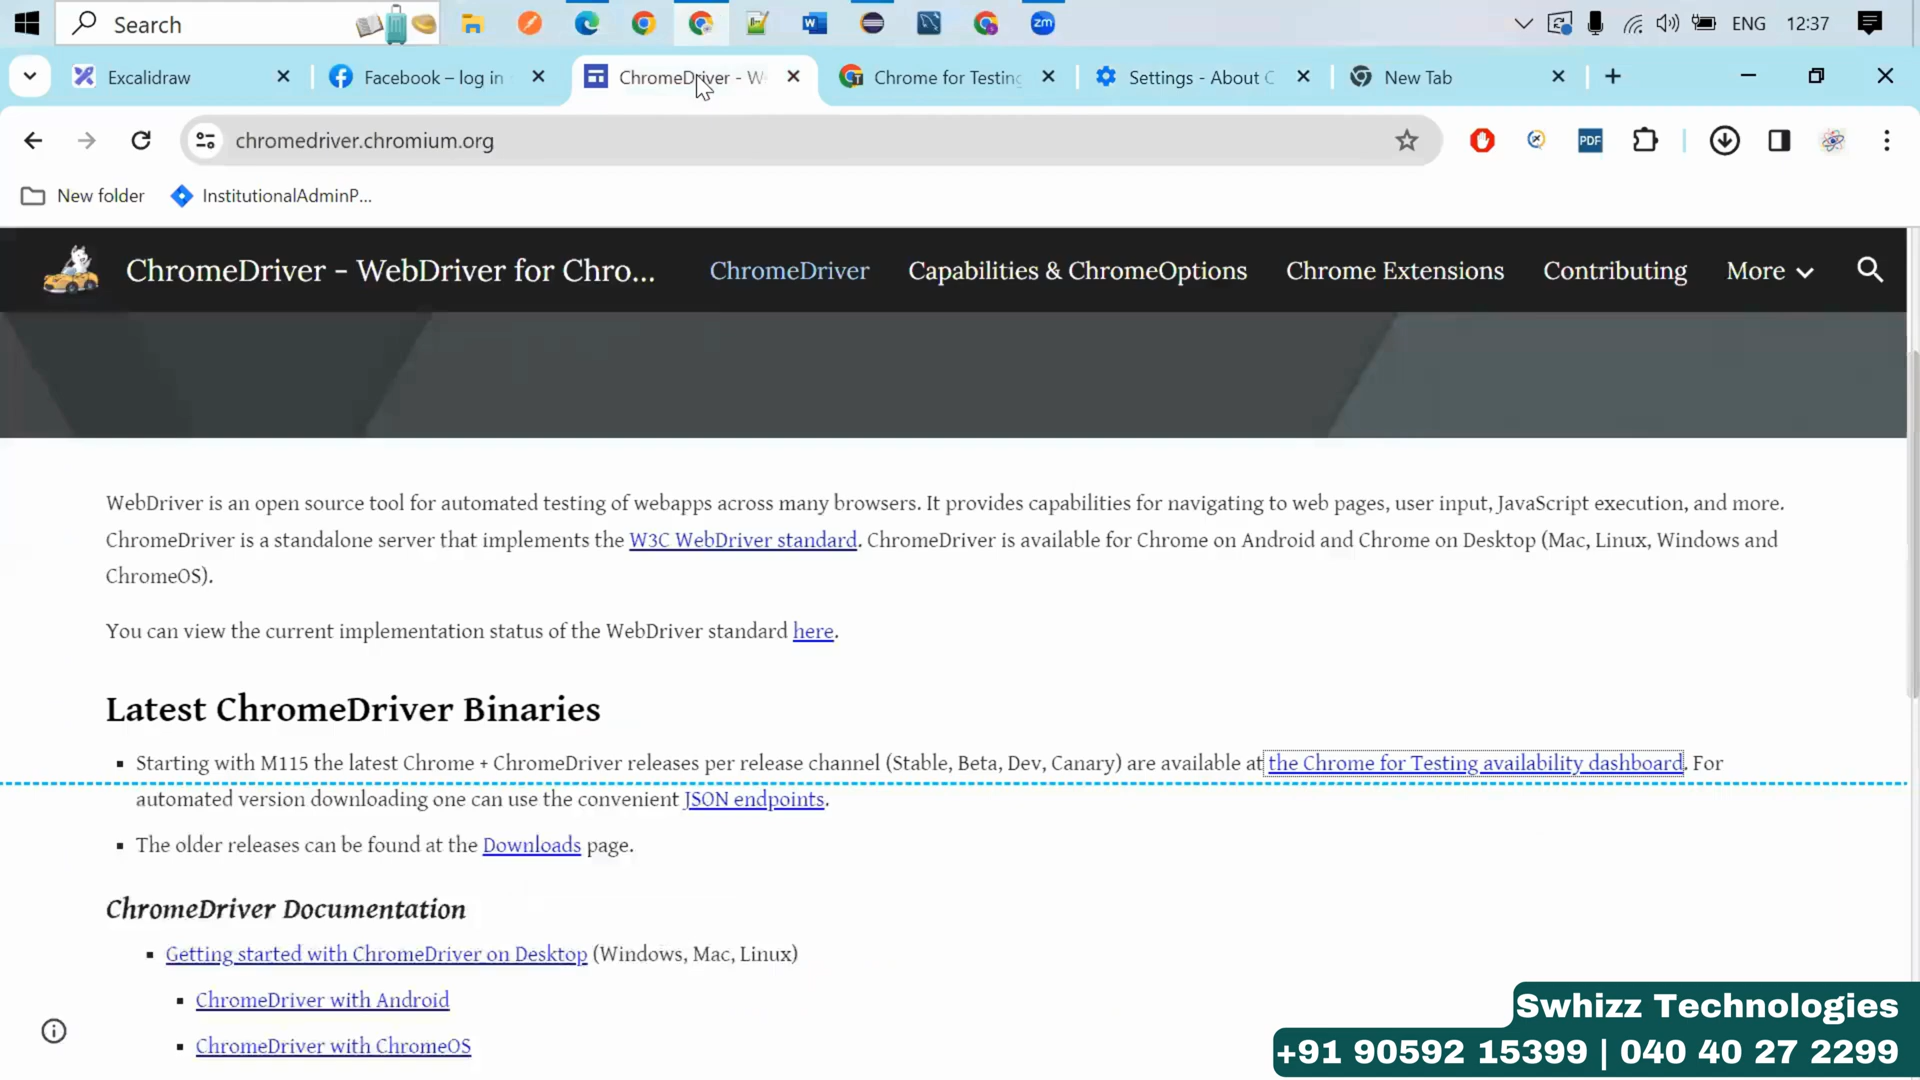 Search
W
zm
ENG
12:37
Excalidraw
Facebook – log in
ChromeDriver - W
Chrome for Testing
Settings - About C
New Tab
chromedriver.chromium.org
PDF
New folder
InstitutionalAdminP...
ChromeDriver - WebDriver for Chro...
ChromeDriver
Capabilities & ChromeOptions
Chrome Extensions
Contributing
More
WebDriver is an open source tool for automated testing of webapps across many browsers. It provides capabilities for navigating to web pages, user input, JavaScript execution, and more.
ChromeDriver is a standalone server that implements the W3C WebDriver standard. ChromeDriver is available for Chrome on Android and Chrome on Desktop (Mac, Linux, Windows and
ChromeOS).
You can view the current implementation status of the WebDriver standard here.
Latest ChromeDriver Binaries
▪ Starting with M115 the latest Chrome + ChromeDriver releases per release channel (Stable, Beta, Dev, Canary) are available at the Chrome for Testing availability dashboard. For
automated version downloading one can use the convenient JSON endpoints.
▪ The older releases can be found at the Downloads page.
ChromeDriver Documentation
▪ Getting started with ChromeDriver on Desktop (Windows, Mac, Linux)
▪ ChromeDriver with Android
▪ ChromeDriver with ChromeOS
Swhizz Technologies
+91 90592 15399 | 040 40 27 2299